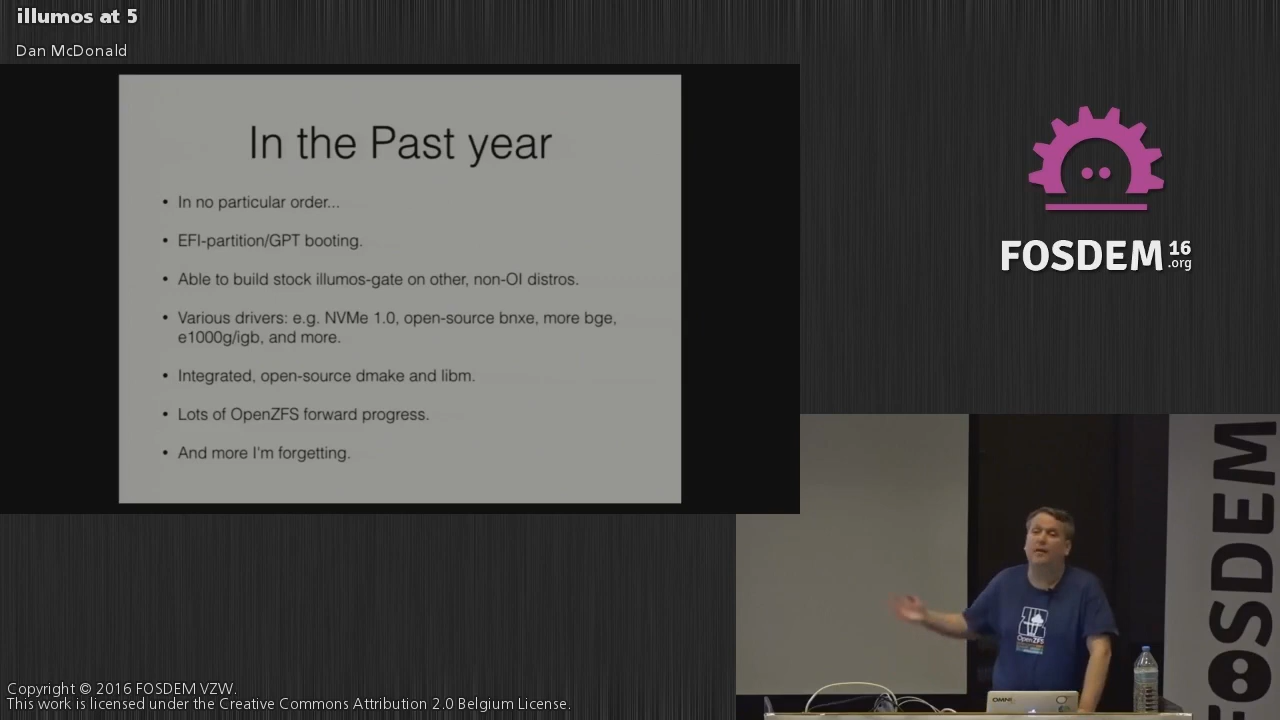 illumos at 5
Dan McDonald
In the Past year
• In no particular order...
• EFI-partition/GPT booting.
• Able to build stock illumos-gate on other, non-OI distros.
• Various drivers: e.g. NVMe 1.0, open-source bnxe, more bge,
e1000g/igb, and more.
• Integrated, open-source dmake and libm.
• Lots of OpenZFS forward progress.
• And more I'm forgetting.
FOSDEM 16
.org
FOSDEM
OpenZFS
OMNI
Copyright © 2016 FOSDEM VZW.
This work is licensed under the Creative Commons Attribution 2.0 Belgium License.